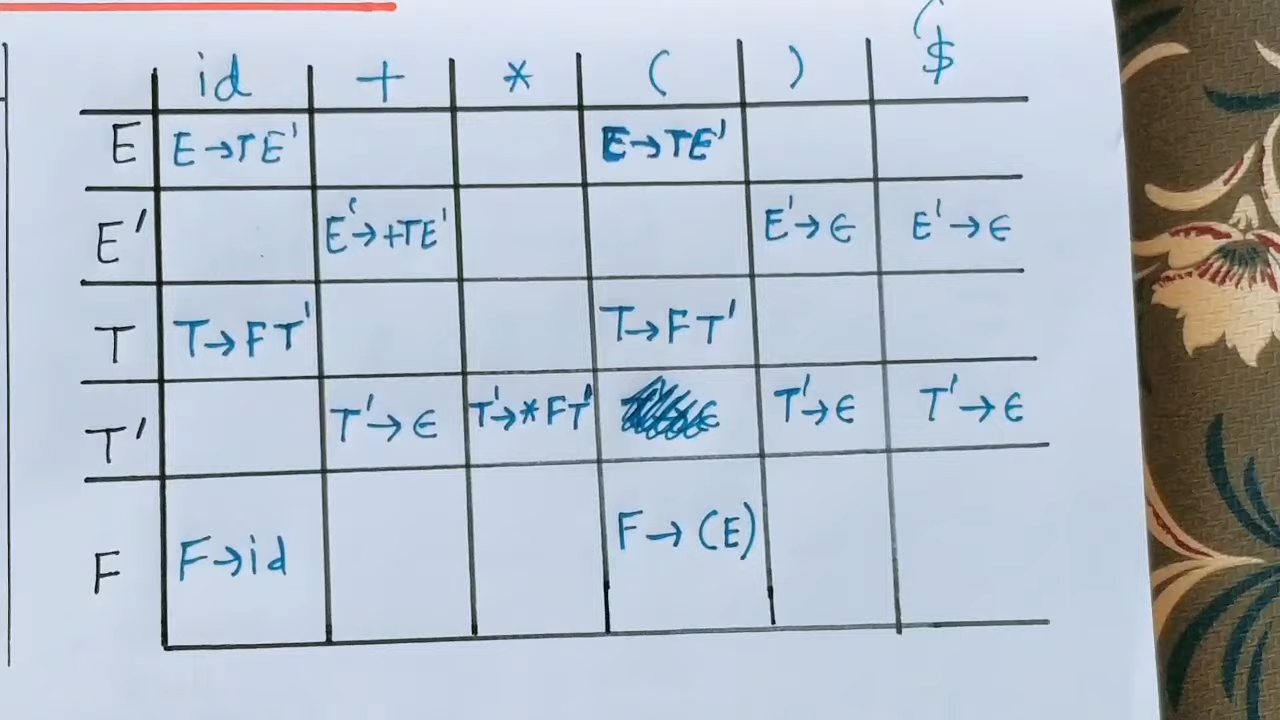 id + * ( ) $
E E→TE' E→TE'
E' E'→+TE' E'→ϵ E'→ϵ
T T→FT' T→FT'
T' T'→ϵ T'→*FT' ϵ T'→ϵ T'→ϵ
F F→id F→(E)